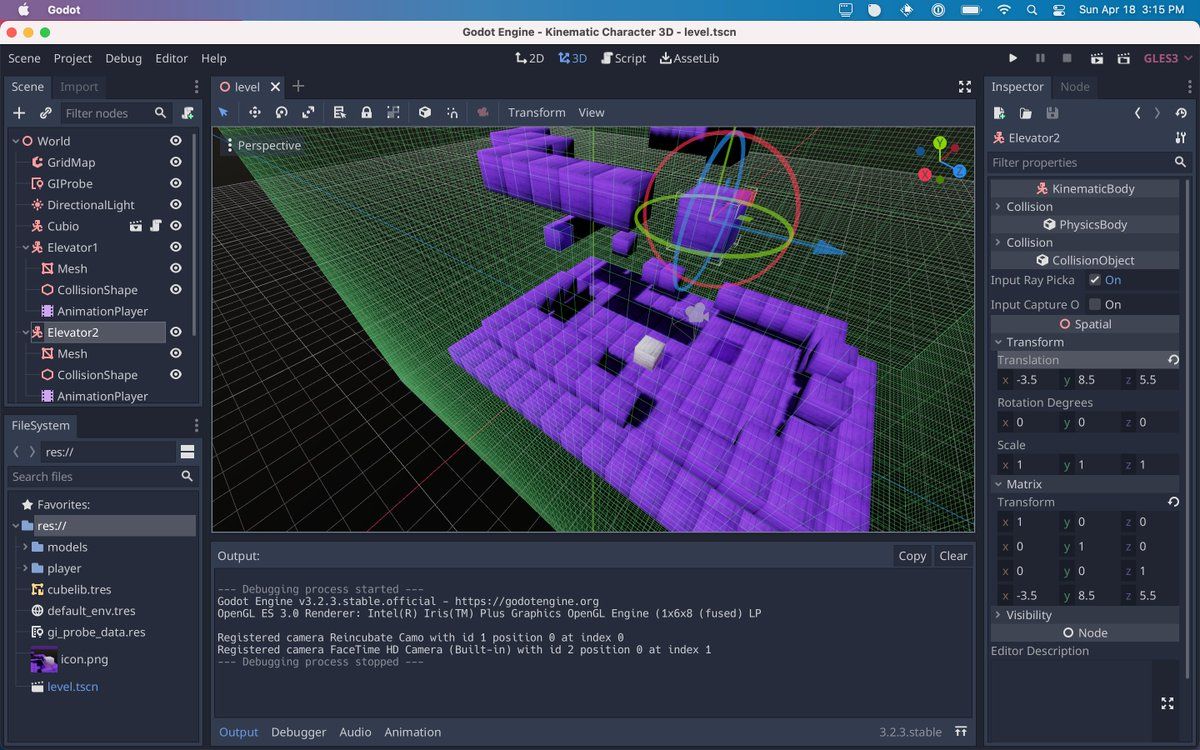 Godot
Sun Apr 18 3:15 PM
Godot Engine - Kinematic Character 3D - level.tscn
Scene Project Debug Editor Help
2D 3D Script AssetLib
GLES3
Scene Import
Filter nodes
World
GridMap
GIProbe
DirectionalLight
Cubio
Elevator1
Mesh
CollisionShape
AnimationPlayer
Elevator2
Mesh
CollisionShape
AnimationPlayer
FileSystem
res://
Search files
Favorites:
res://
models
player
cubelib.tres
default_env.tres
gi_probe_data.res
icon.png
level.tscn
level
Transform View
Perspective
Y
X
Z
Output:
Copy Clear
--- Debugging process started ---
Godot Engine v3.2.3.stable.official - https://godotengine.org
OpenGL ES 3.0 Renderer: Intel(R) Iris(TM) Plus Graphics OpenGL Engine (1x6x8 (fused) LP
Registered camera Reincubate Camo with id 1 position 0 at index 0
Registered camera FaceTime HD Camera (Built-in) with id 2 position 0 at index 1
--- Debugging process stopped ---
Output Debugger Audio Animation
3.2.3.stable
Inspector Node
Elevator2
Filter properties
KinematicBody
Collision
PhysicsBody
Collision
CollisionObject
Input Ray Picka On
Input Capture O On
Spatial
Transform
Translation
x -3.5 y 8.5 z 5.5
Rotation Degrees
x 0 y 0 z 0
Scale
x 1 y 1 z 1
Matrix
Transform
x 1 y 0 z 0
x 0 y 1 z 0
x 0 y 0 z 1
x -3.5 y 8.5 z 5.5
Visibility
Node
Editor Description